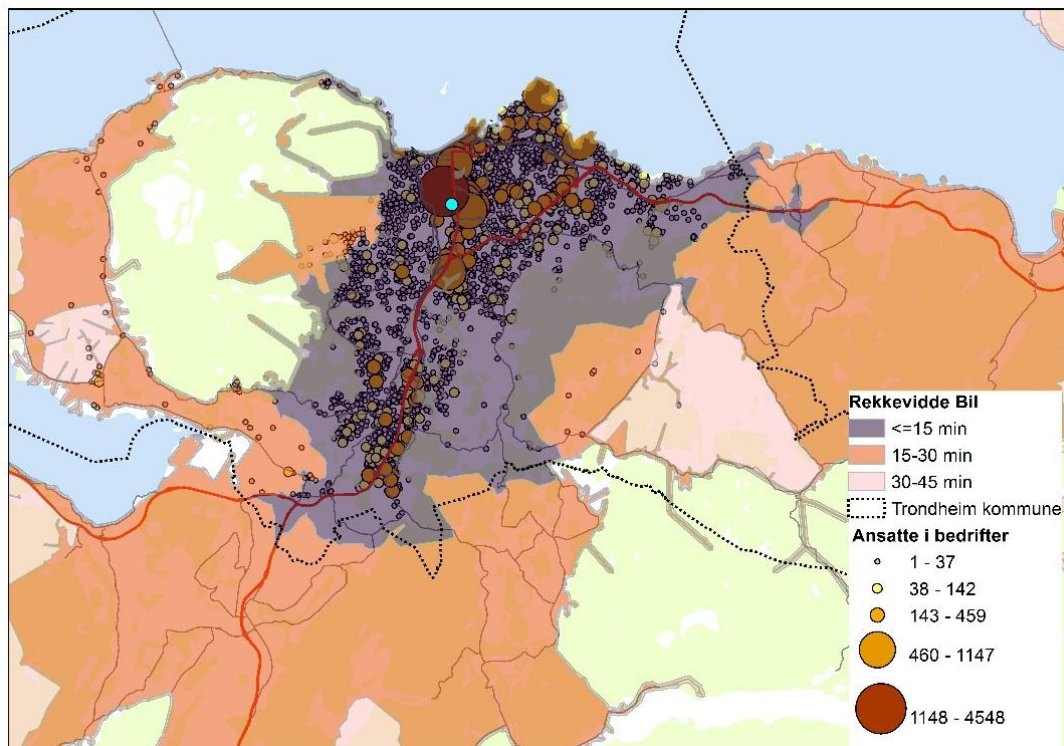 Rekkevidde Bil
<=15 min
15-30 min
30-45 min
Trondheim kommune
Ansatte i bedrifter
1 - 37
38 - 142
143 - 459
460 - 1147
1148 - 4548